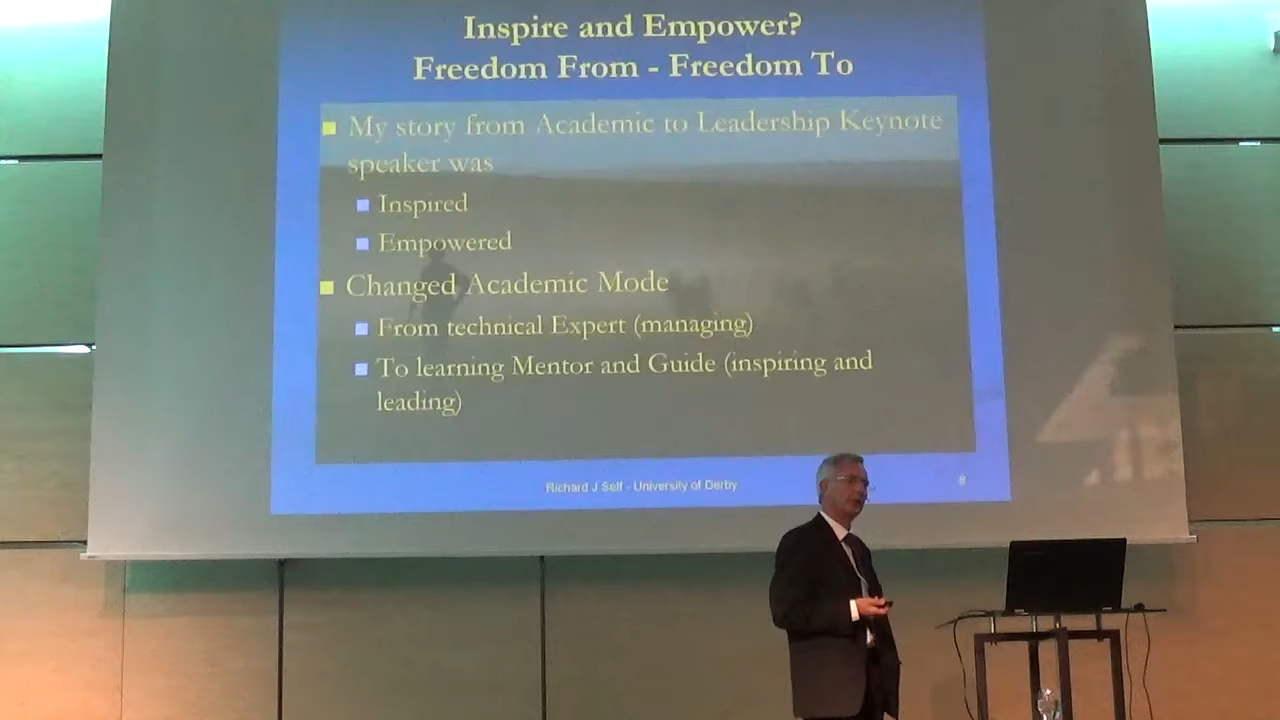 Inspire and Empower?
Freedom From - Freedom To
My story from Academic to Leadership Keynote
speaker was
Inspired
Empowered
Changed Academic Mode
From technical Expert (managing)
To learning Mentor and Guide (inspiring and
leading)
Richard J Self - University of Derby
8